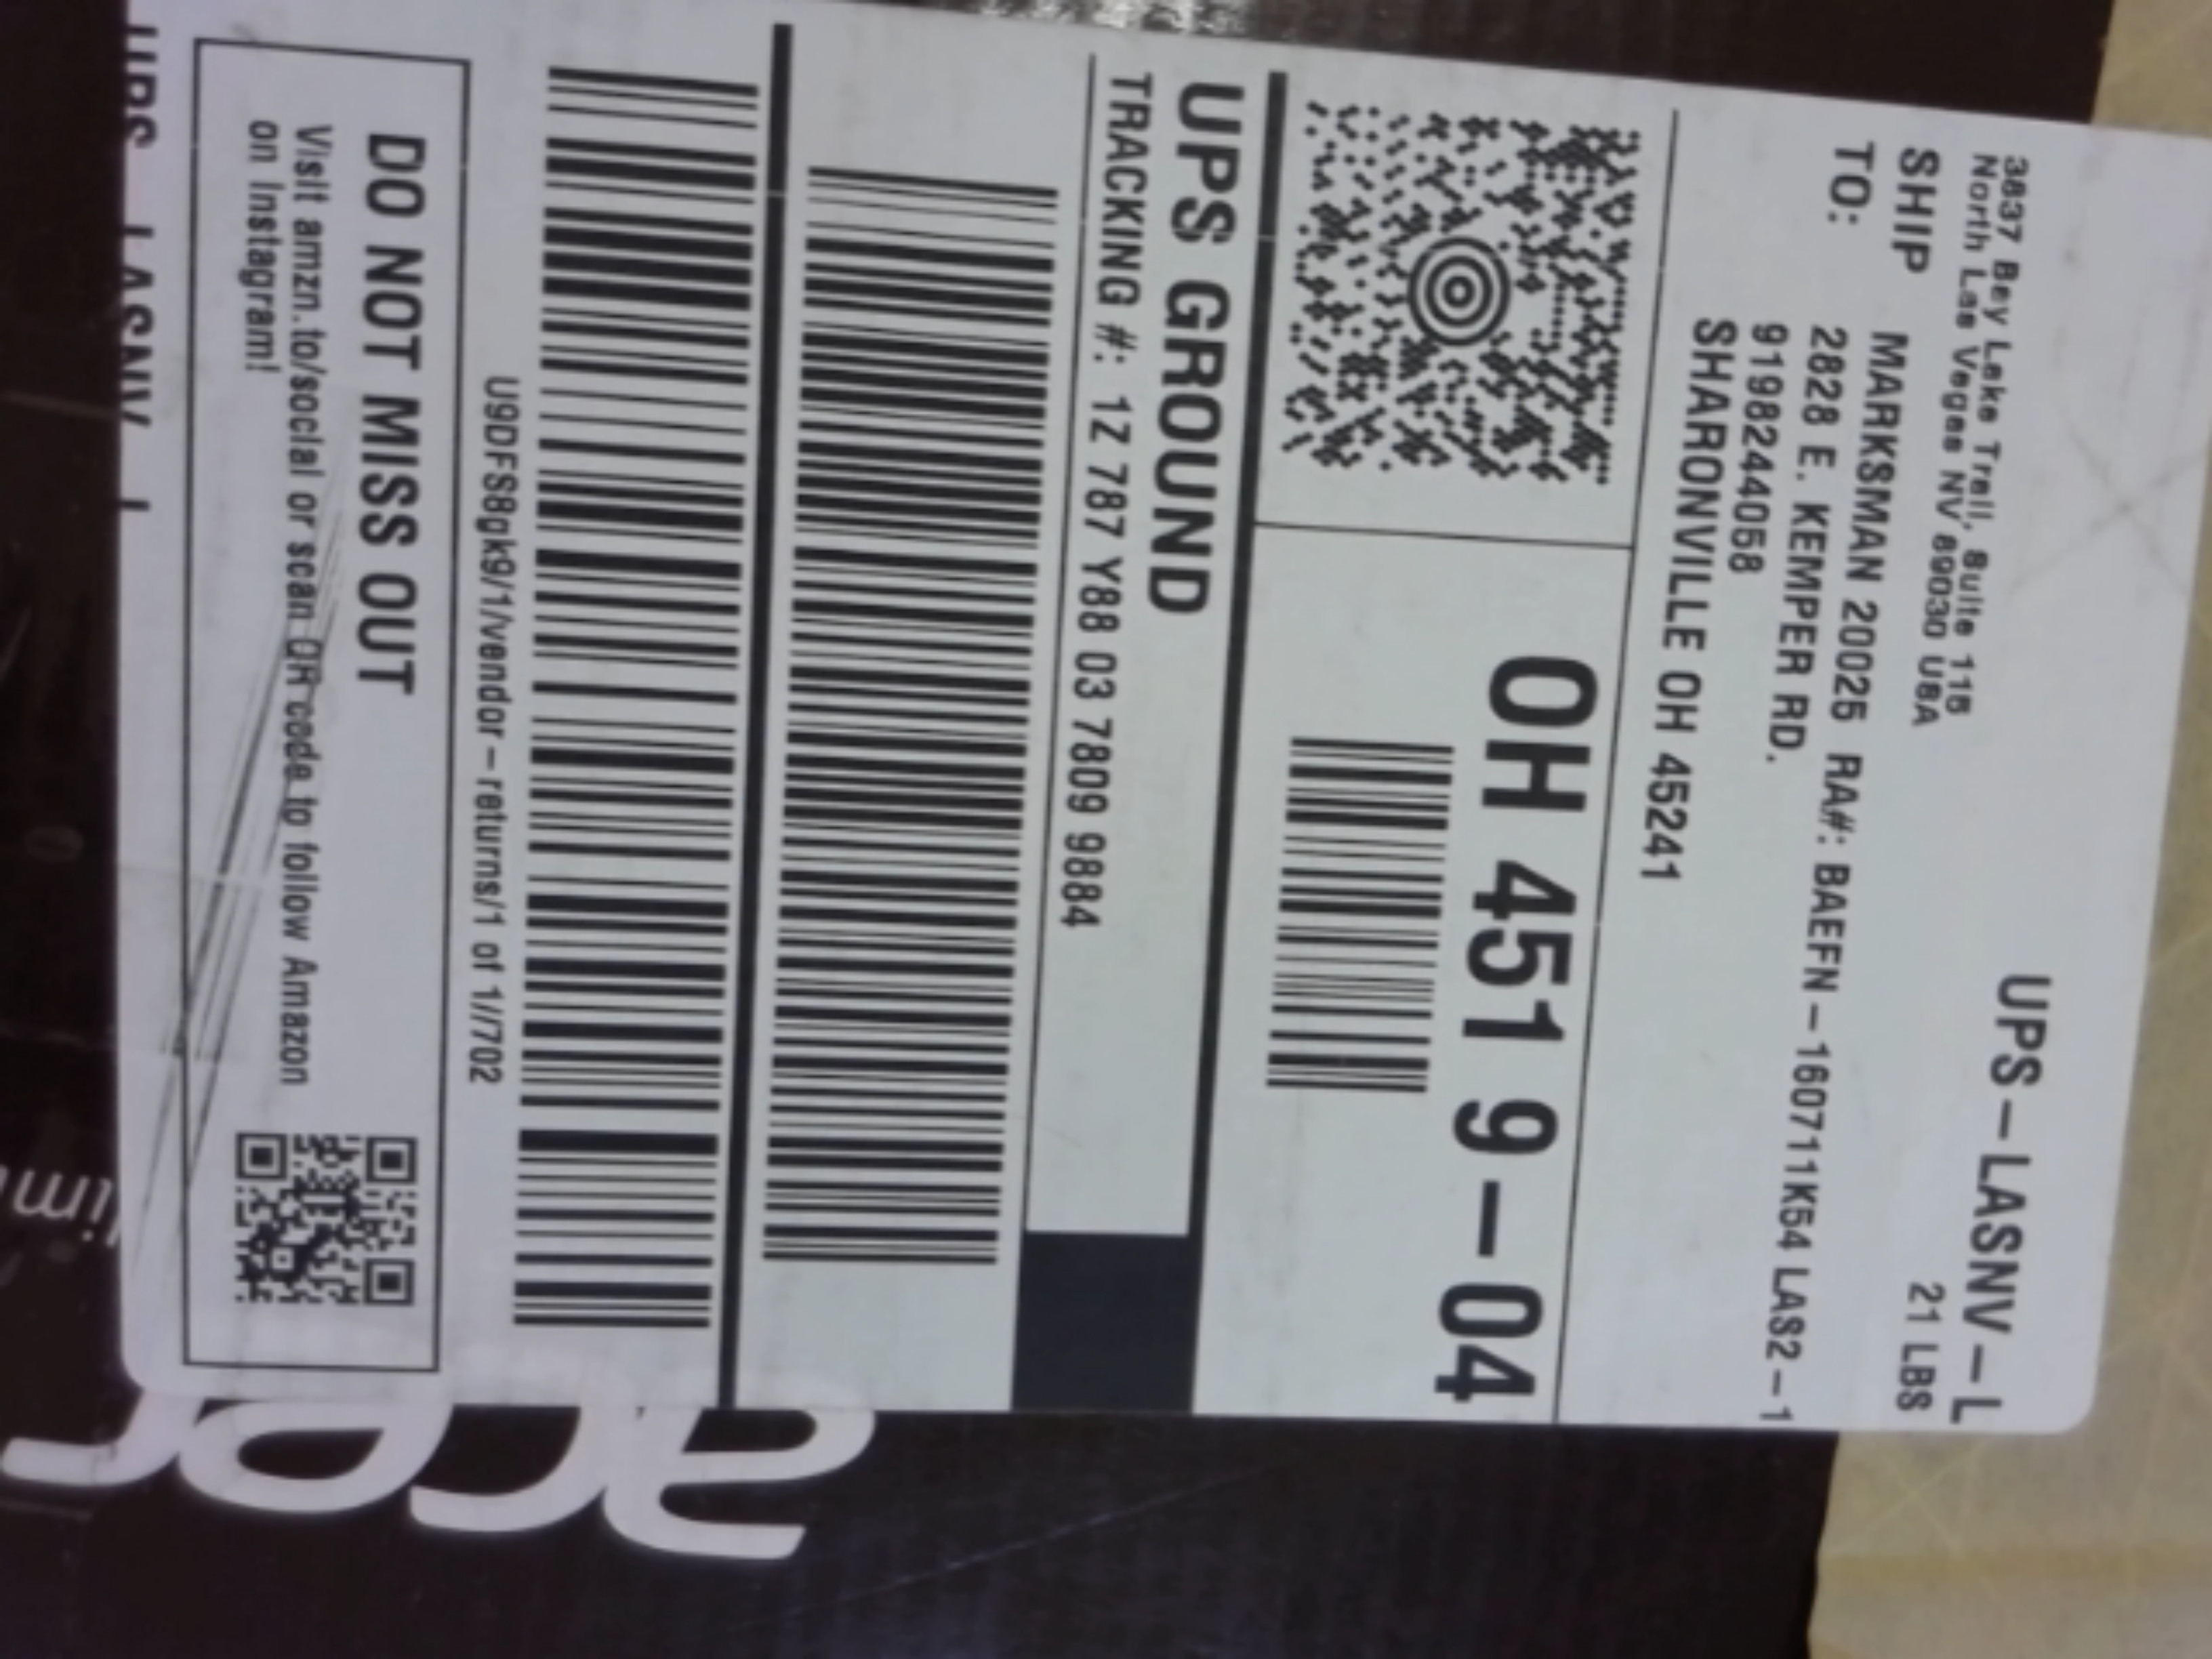 UPS-LASNV-L
3837 Bay Lake Trail, Suite 115
North Las Vegas NV 89030 USA
21 LBS
SHIP
TO:
MARKSMAN 20025 RA#: BAEFN-160711K54 LAS2-1
2828 E. KEMPER RD.
9198244058
SHARONVILLE OH 45241
OH 451 9-04
UPS GROUND
TRACKING #: 1Z 787 Y88 03 7809 9884
U9DFS8gk9/1/vendor-returns/1 of 1//702
DO NOT MISS OUT
Visit amzn.to/social or scan QR code to follow Amazon
on Instagram!
UPS-LASNV-L
acer